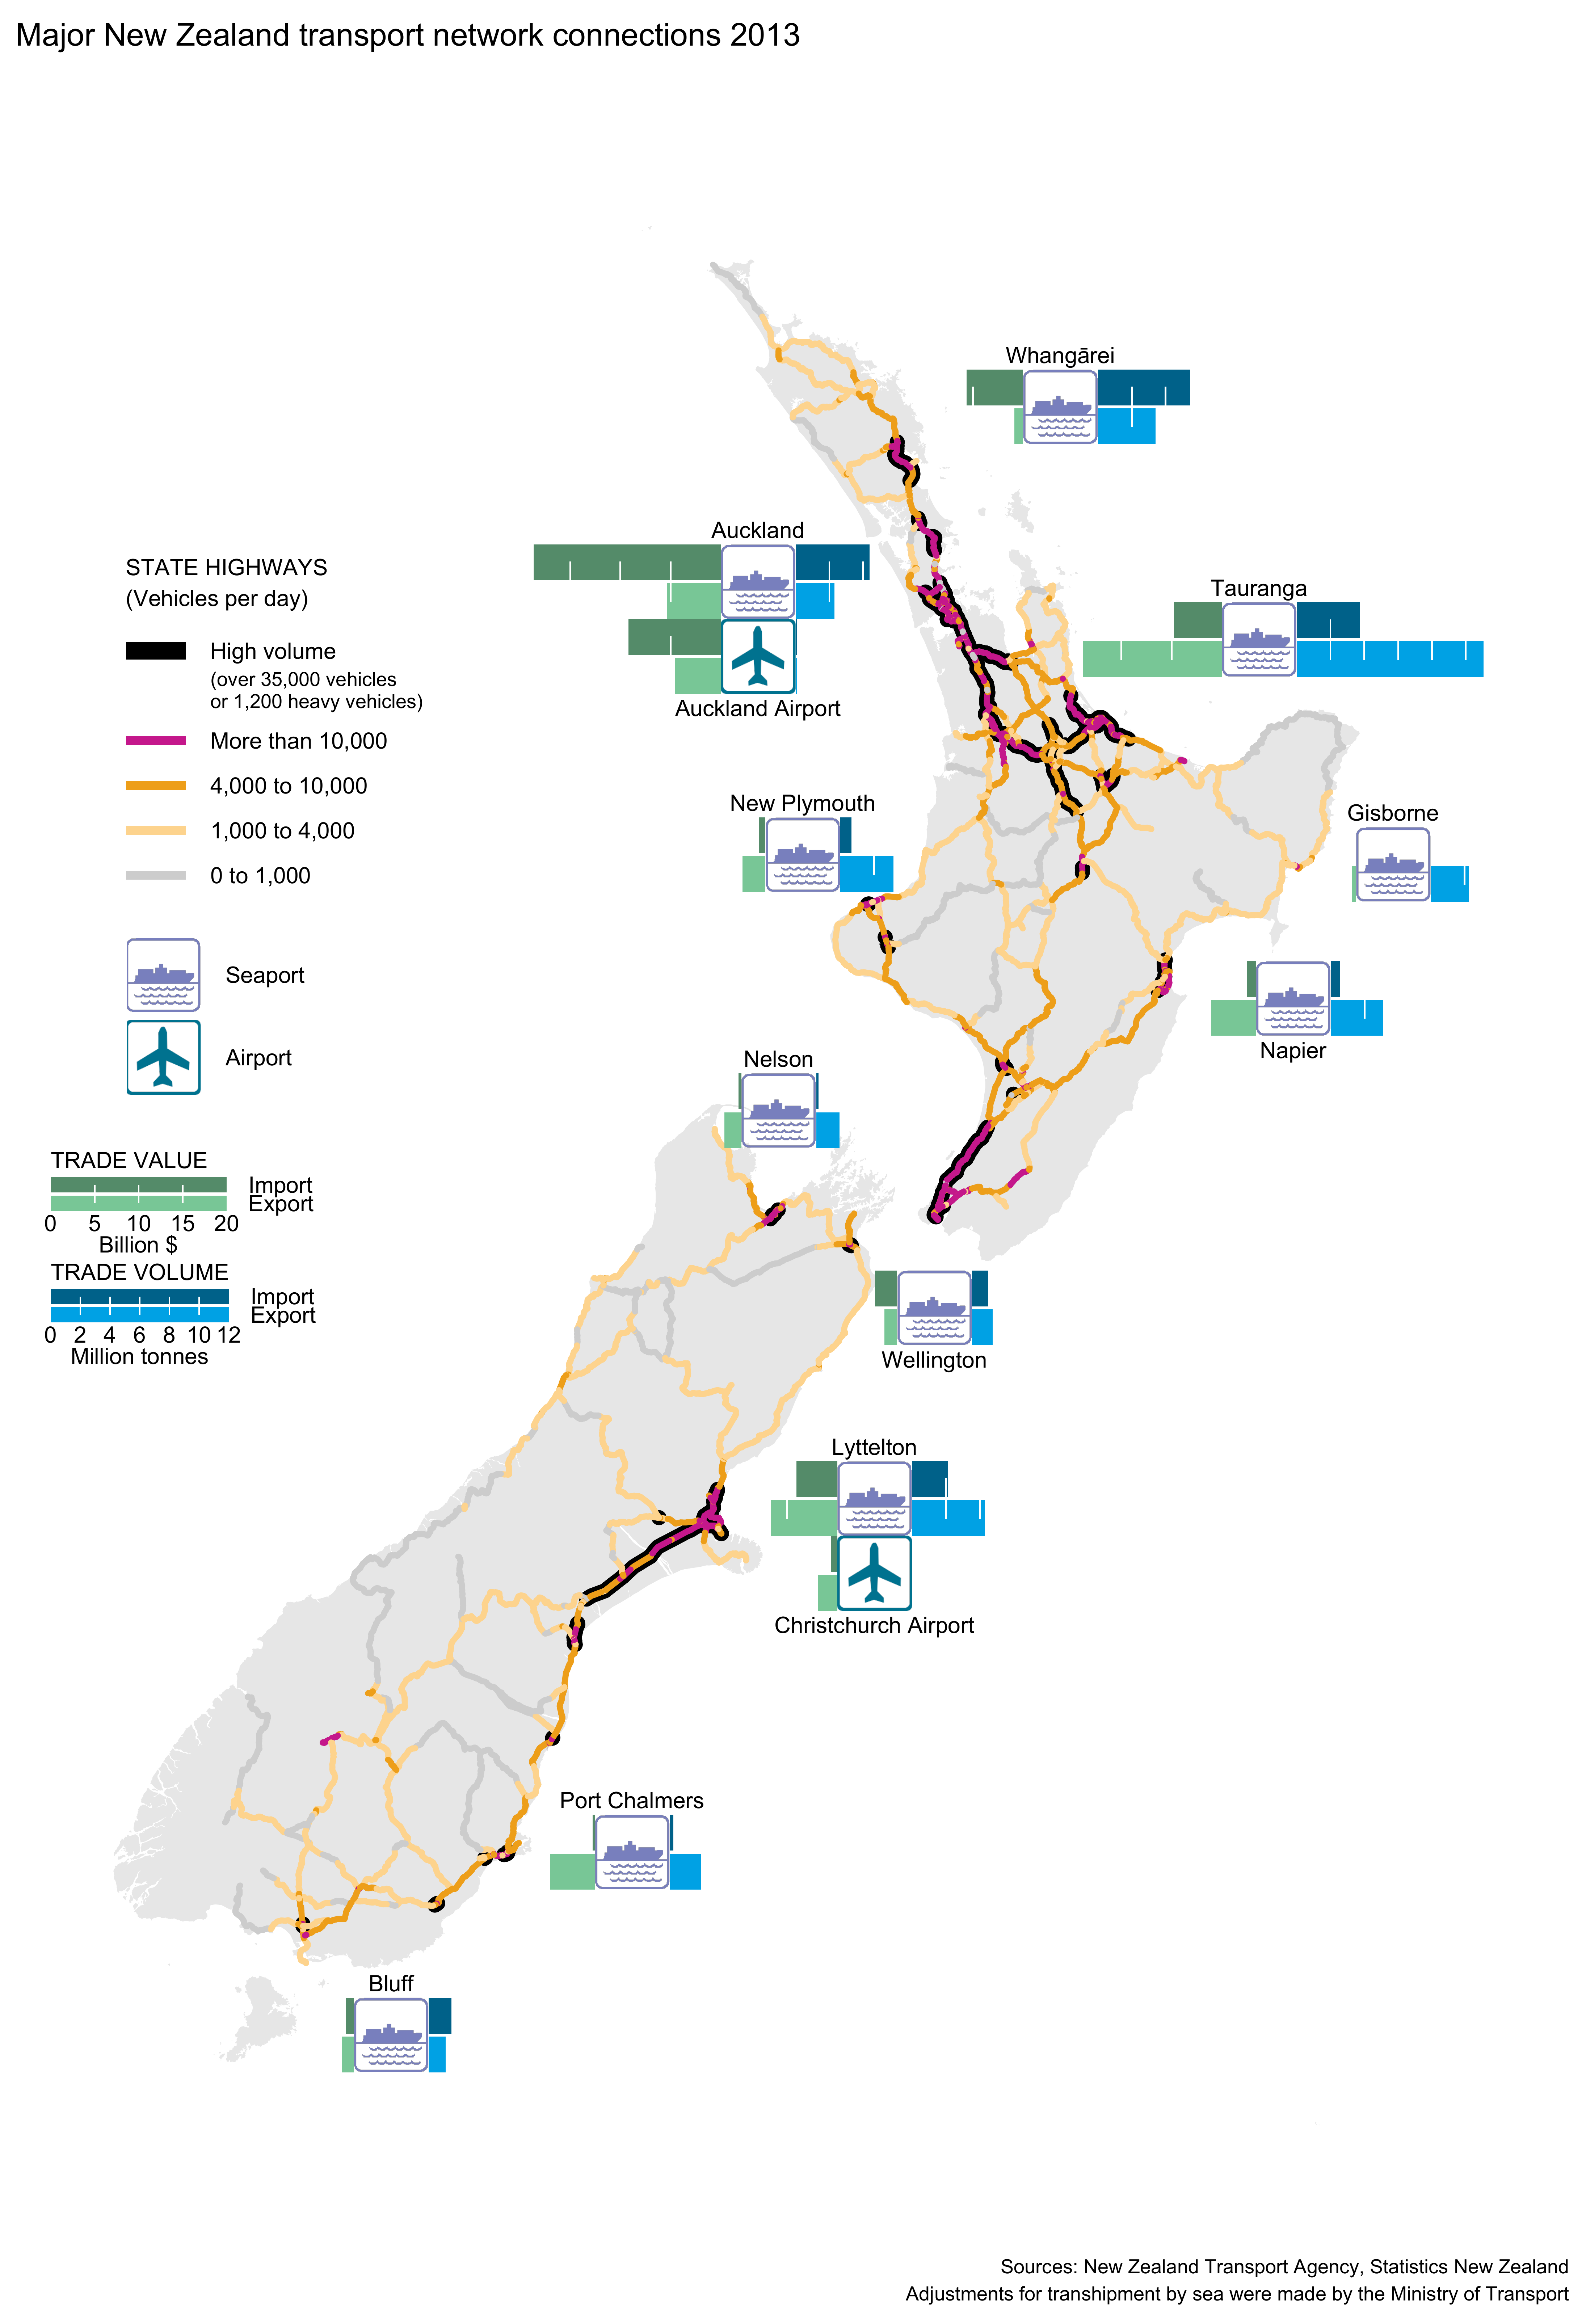 Major New Zealand transport network connections 2013
Whangārei
Auckland
Auckland Airport
Tauranga
STATE HIGHWAYS
(Vehicles per day)
High volume
(over 35,000 vehicles
or 1,200 heavy vehicles)
More than 10,000
4,000 to 10,000
1,000 to 4,000
0 to 1,000
New Plymouth
Gisborne
Seaport
Airport
Napier
Nelson
TRADE VALUE
Import
Export
0 5 10 15 20
Billion $
TRADE VOLUME
Import
Export
0 2 4 6 8 10 12
Million tonnes
Wellington
Lyttelton
Christchurch Airport
Port Chalmers
Bluff
Sources: New Zealand Transport Agency, Statistics New Zealand
Adjustments for transhipment by sea were made by the Ministry of Transport